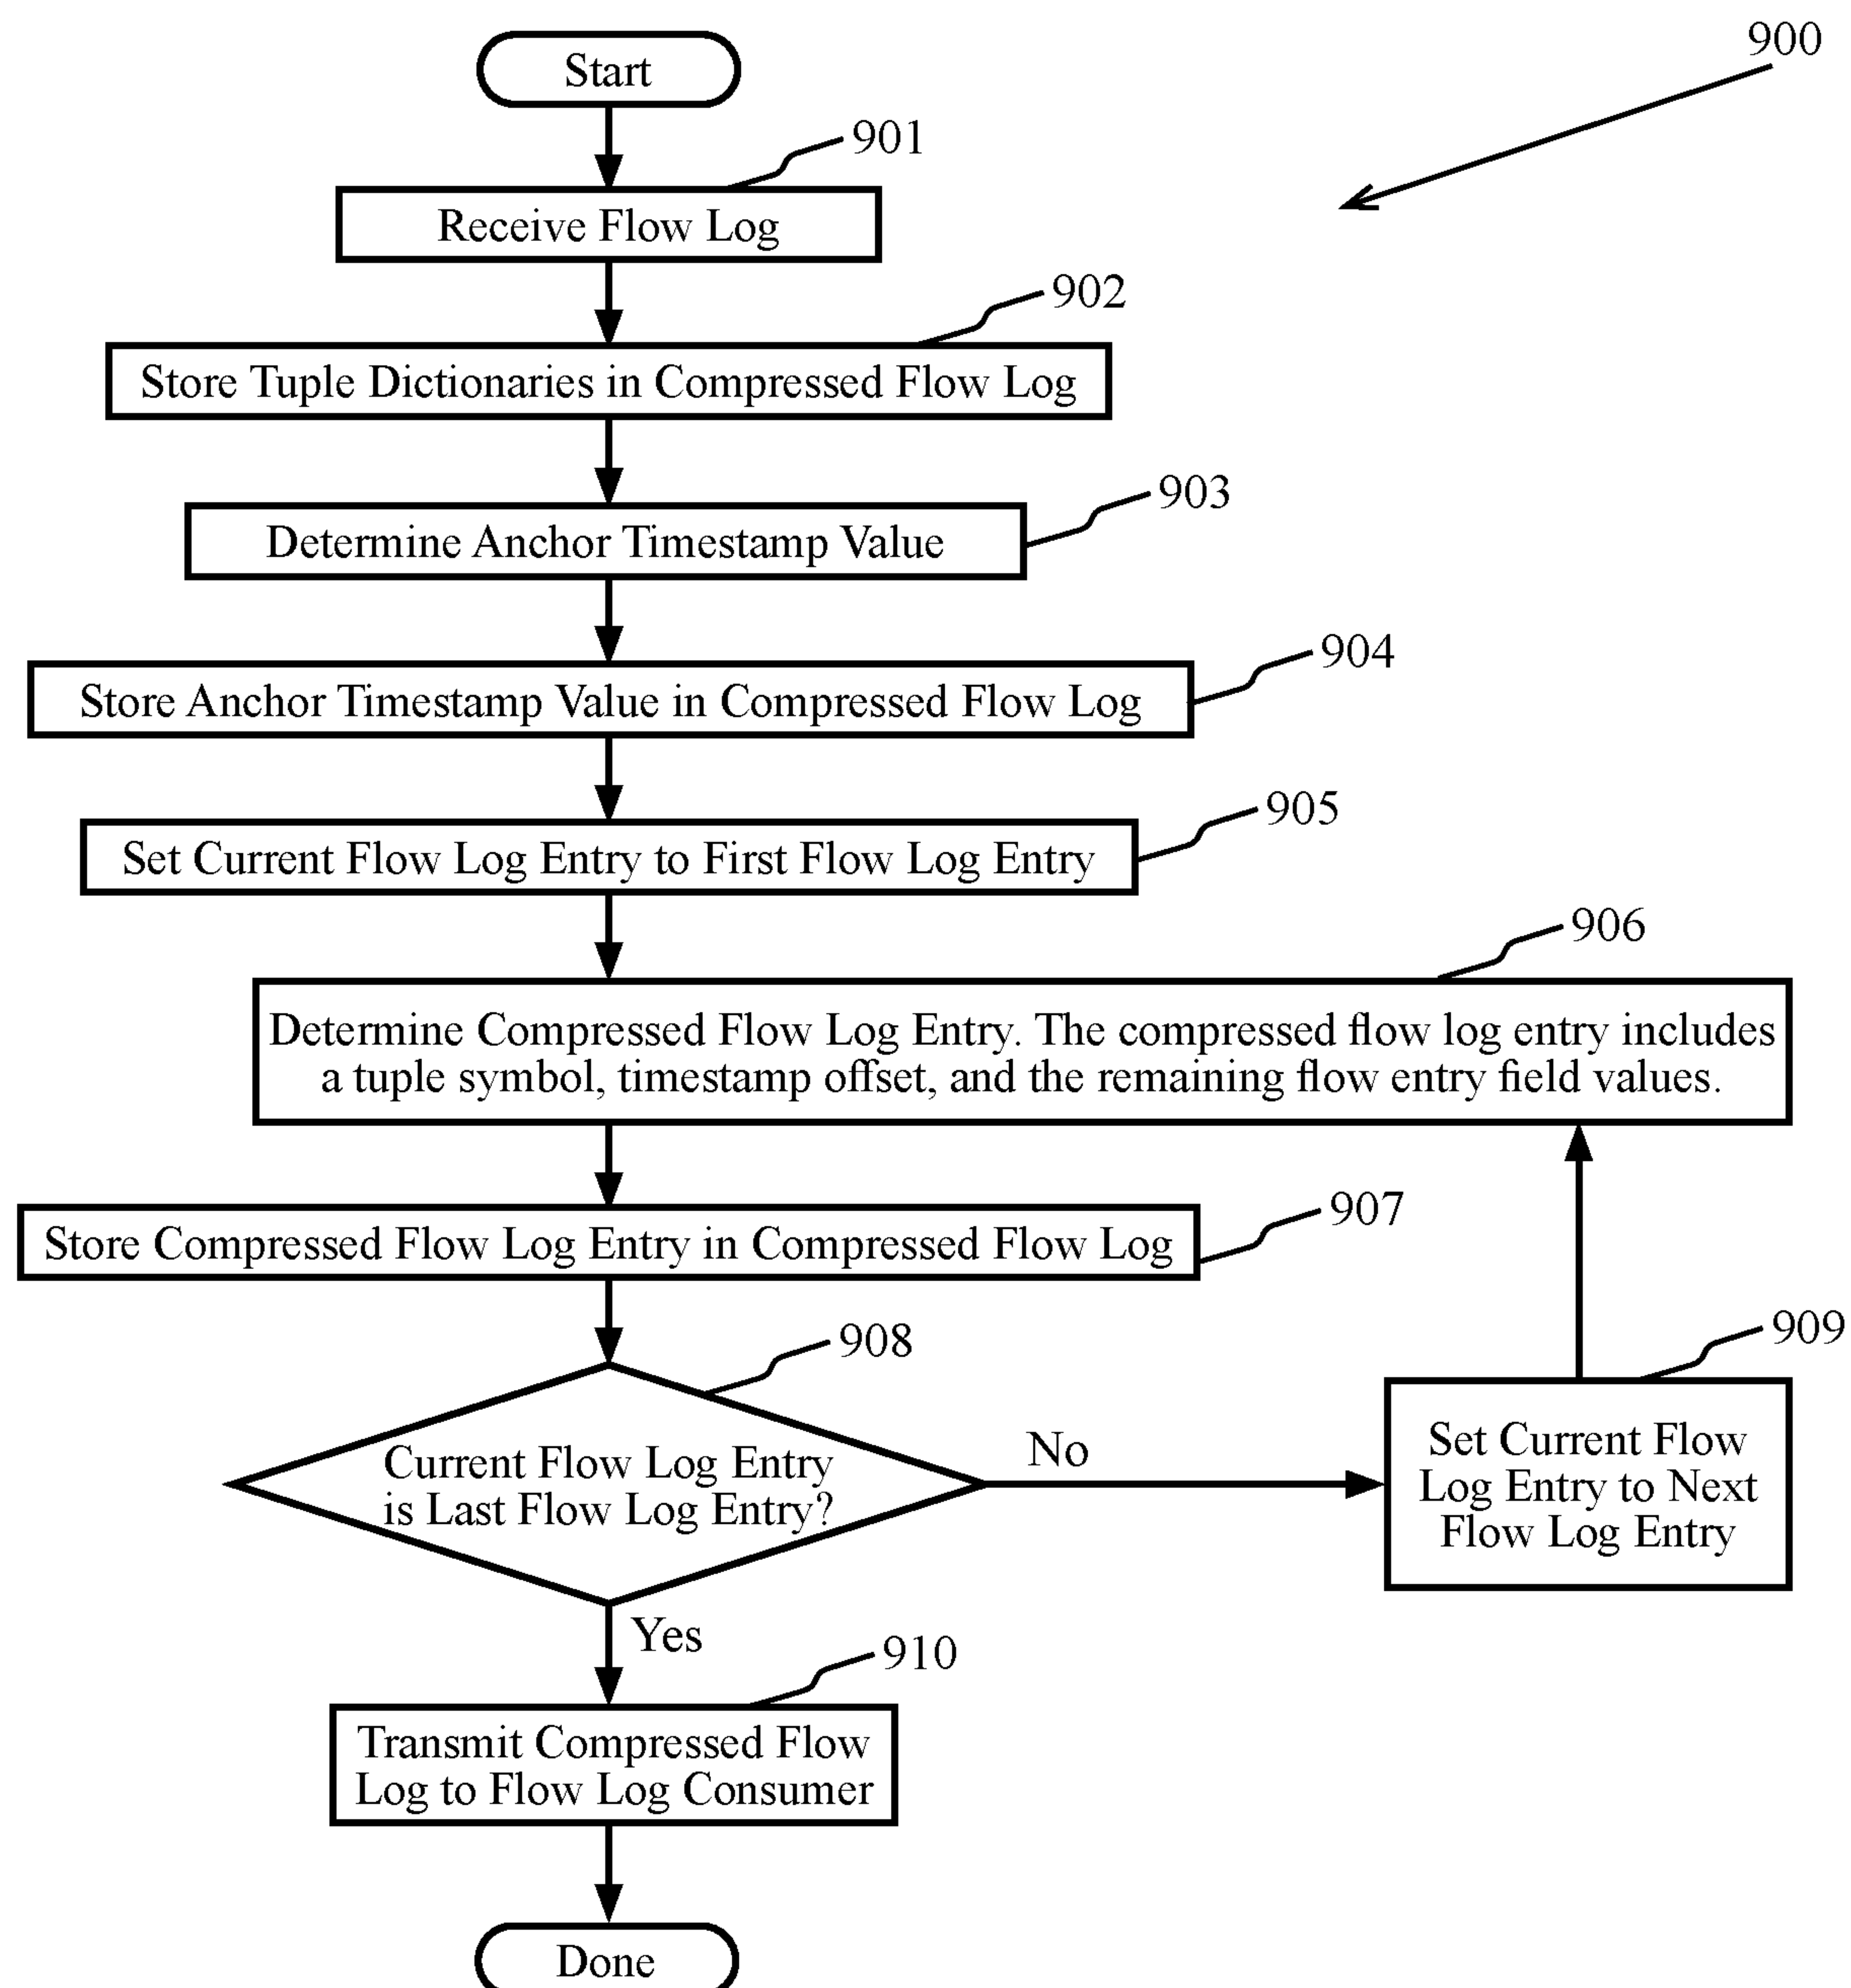 Start
900
901
Receive Flow Log
902
Store Tuple Dictionaries in Compressed Flow Log
903
Determine Anchor Timestamp Value
904
Store Anchor Timestamp Value in Compressed Flow Log
905
Set Current Flow Log Entry to First Flow Log Entry
906
Determine Compressed Flow Log Entry. The compressed flow log entry includes
a tuple symbol, timestamp offset, and the remaining flow entry field values.
907
Store Compressed Flow Log Entry in Compressed Flow Log
908
Current Flow Log Entry
is Last Flow Log Entry?
No
909
Set Current Flow
Log Entry to Next
Flow Log Entry
Yes
910
Transmit Compressed Flow
Log to Flow Log Consumer
Done